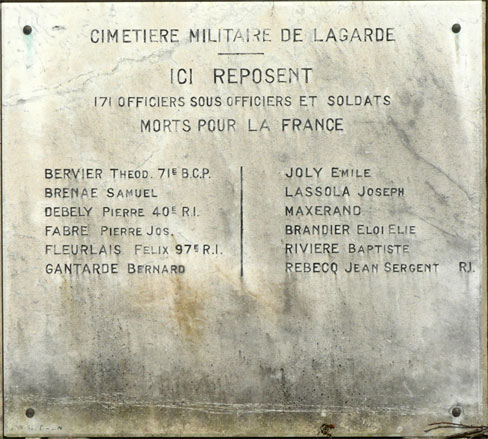 CIMETIERE MILITAIRE DE LAGARDE
ICI REPOSENT
171 OFFICIERS SOUS OFFICIERS ET SOLDATS
MORTS POUR LA FRANCE
BERVIER THEOD. 71E B.C.P.
BRENAE SAMUEL
DEBELY PIERRE 40E R.I.
FABRE PIERRE JOS.
FLEURLAIS FELIX 97E R.I.
GANTARDE BERNARD
JOLY EMILE
LASSOLA JOSEPH
MAXERAND
BRANDIER ELOI ELIE
RIVIERE BAPTISTE
REBECQ JEAN SERGENT R.I.